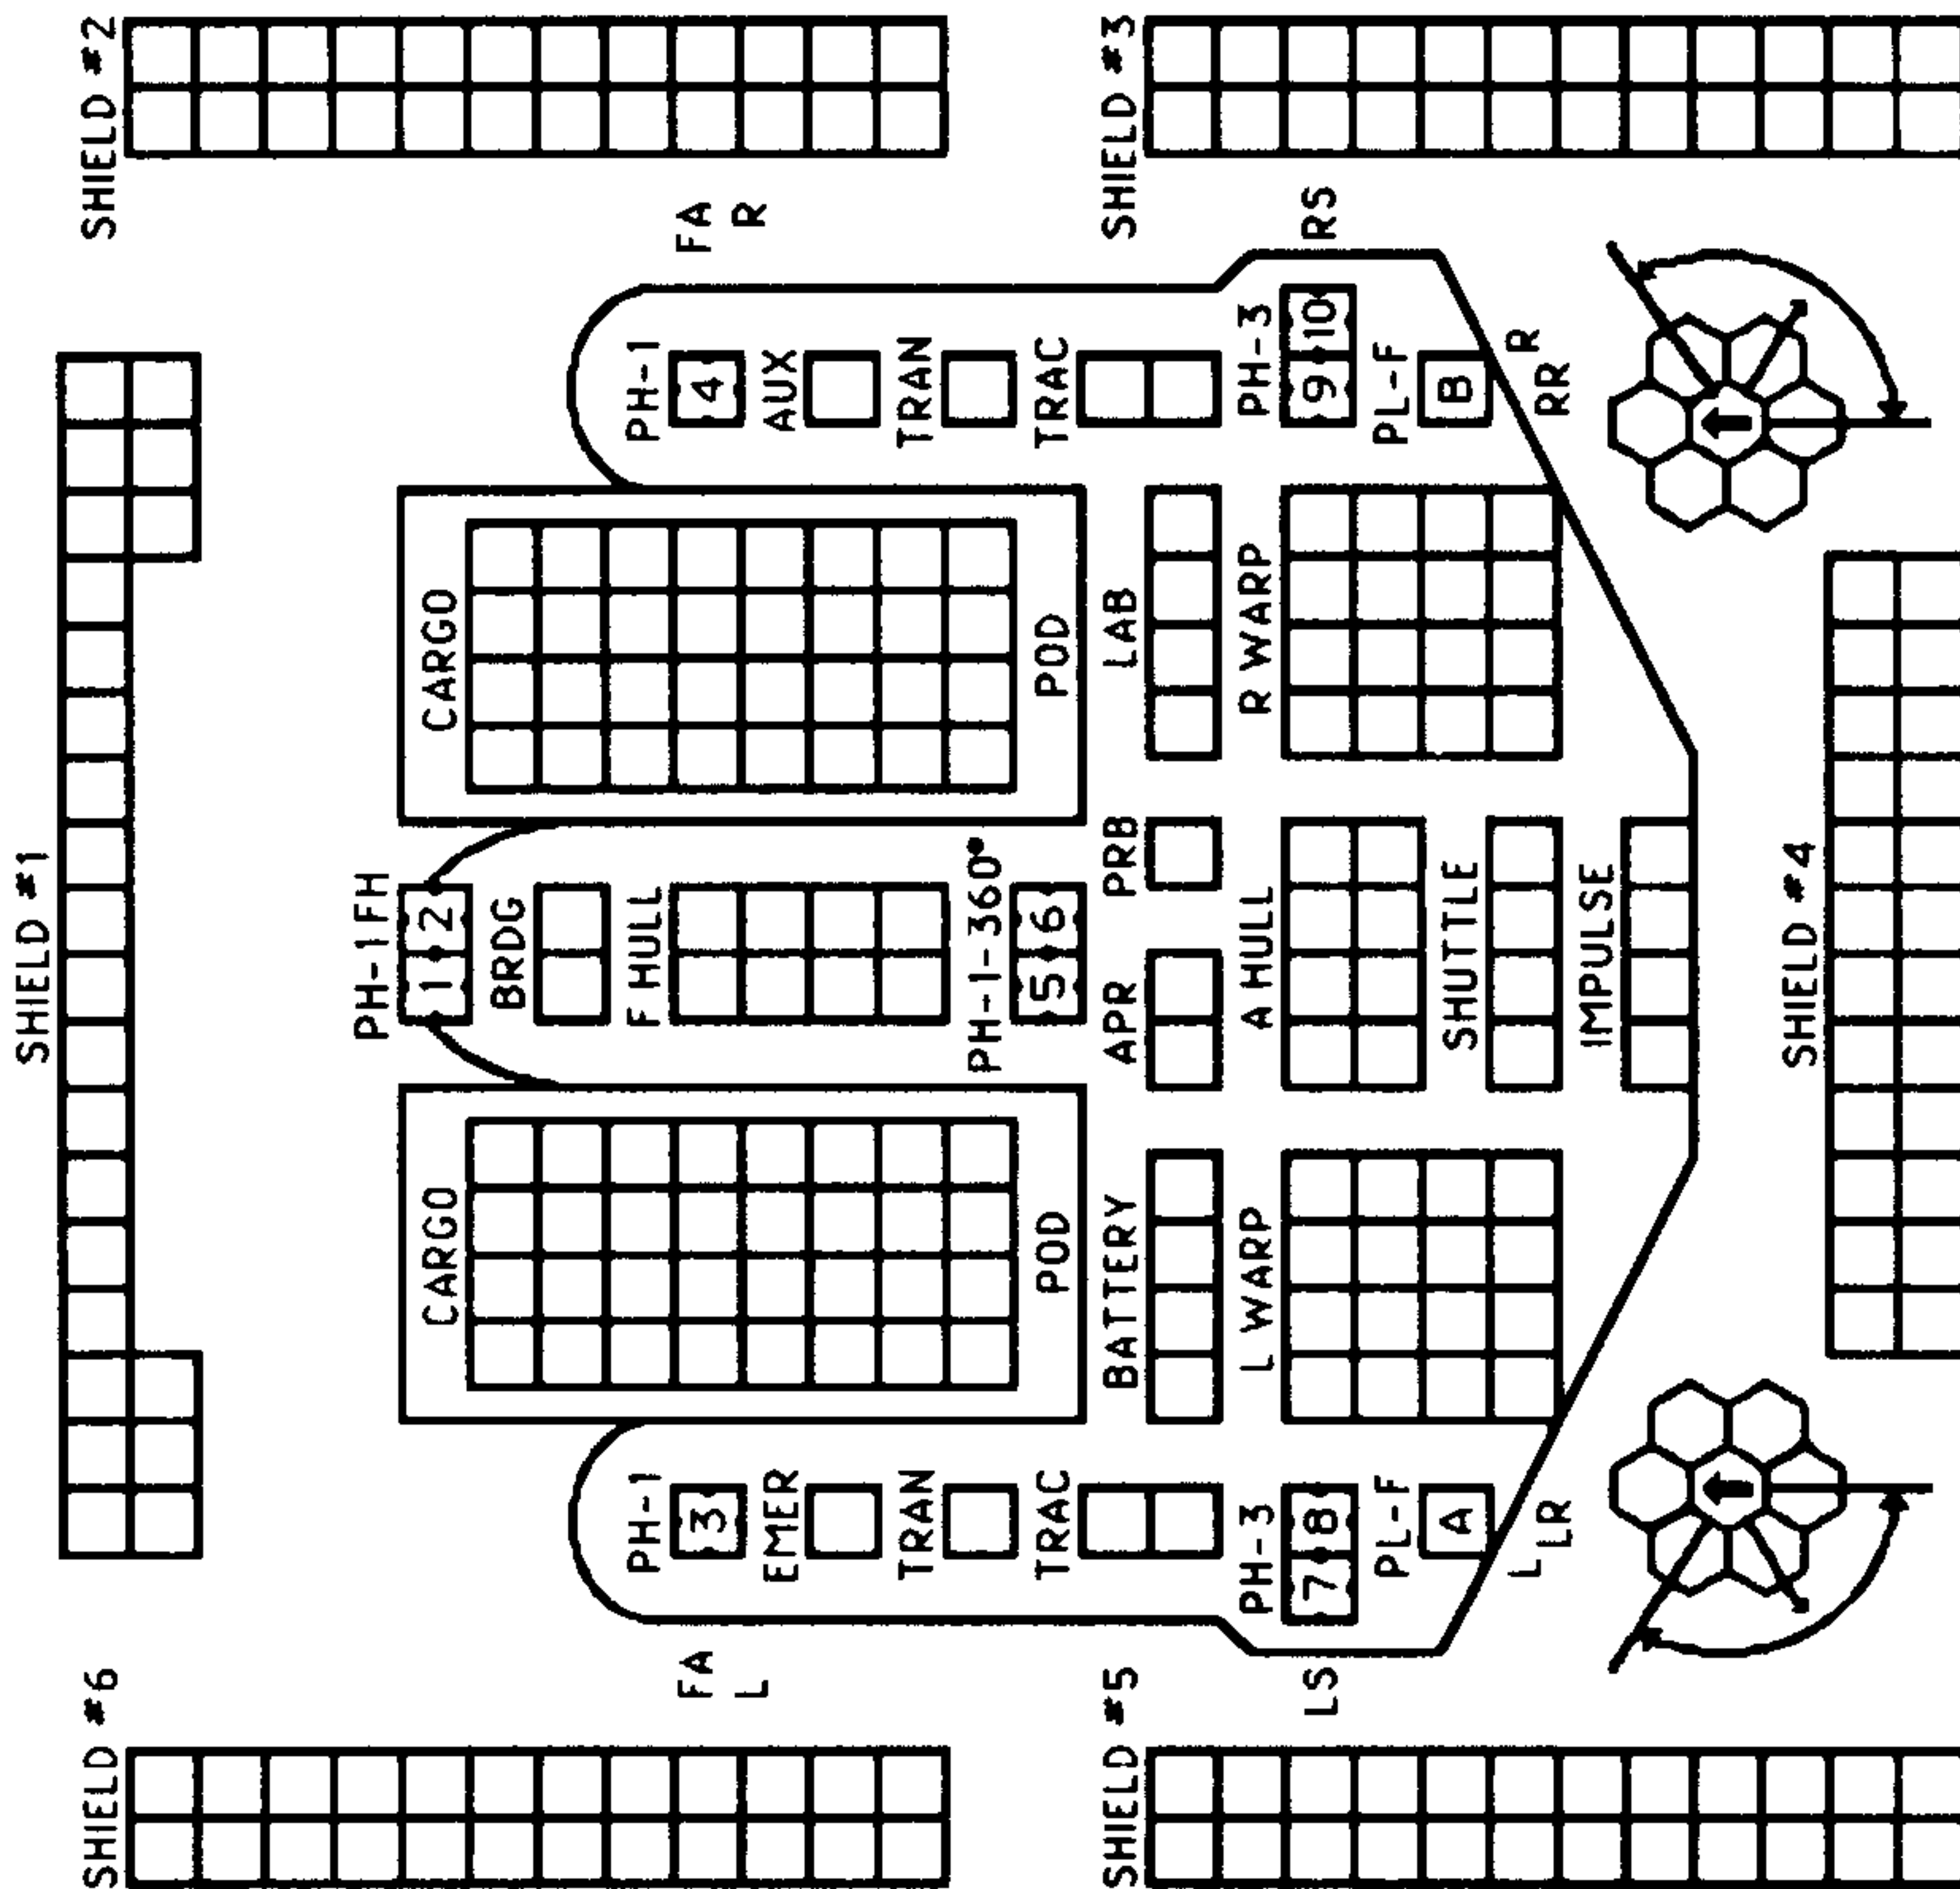 SHIELD #1
SHIELD #6
SHIELD #2
PH-1FH
1 2
CARGO
BRDG
CARGO
F HULL
PH-1
3
PH-1
4
FA
L
FA
R
EMER
AUX
TRAN
TRAN
PH-1-360°
5 6
POD
POD
TRAC
TRAC
SHIELD #5
BATTERY
APR
PRB
LAB
SHIELD #3
PH-3
7 8
L WARP
A HULL
R WARP
PH-3
9 10
LS
RS
PL-F
A
SHUTTLE
PL-F
B
L
LR
IMPULSE
R
RR
SHIELD #4